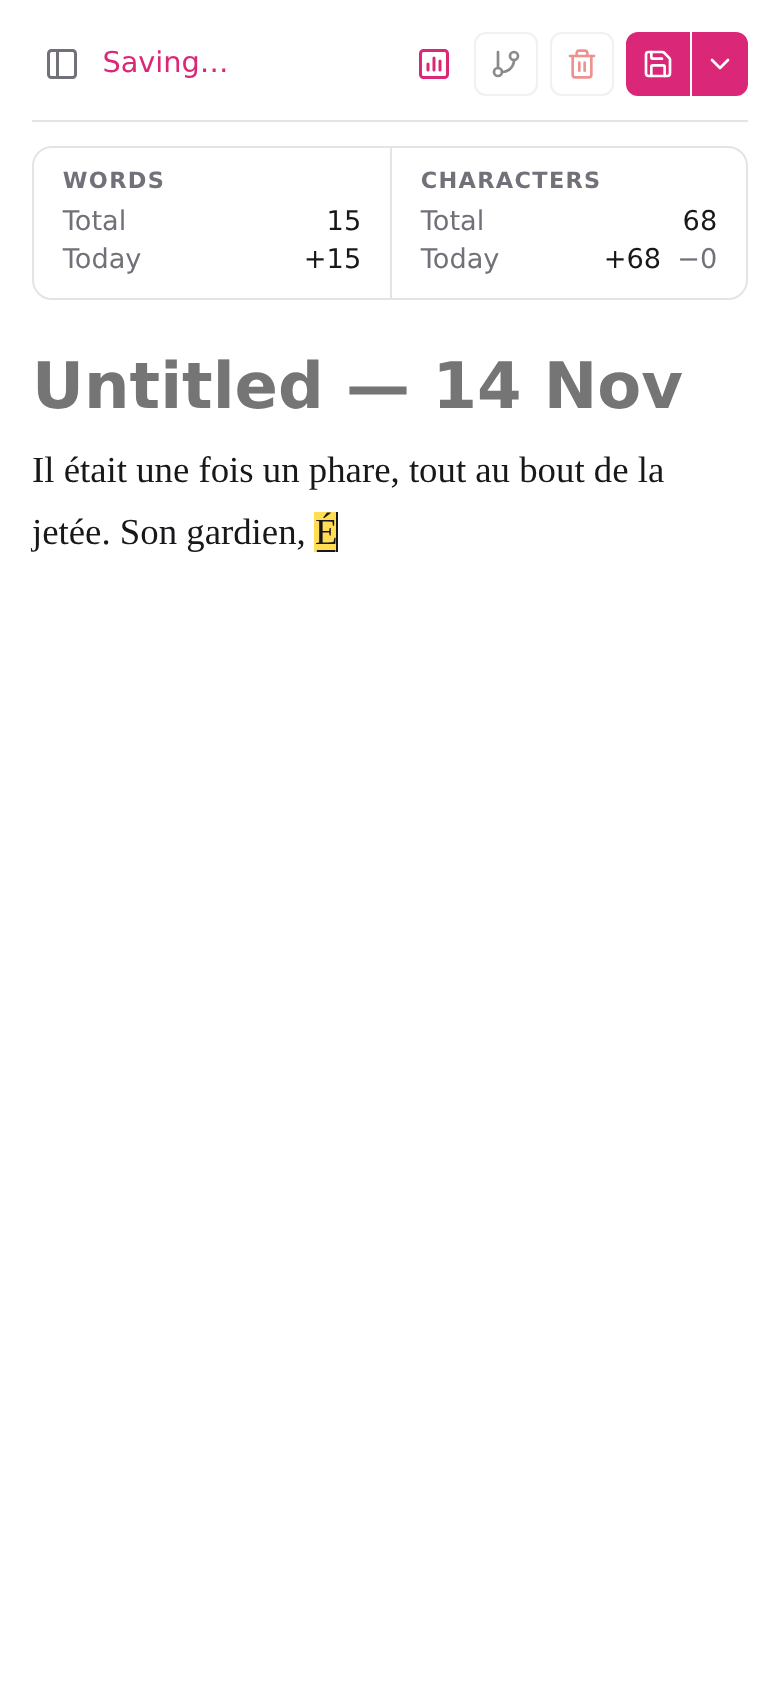 Saving…
WORDS
Total 15
Today +15
CHARACTERS
Total 68
Today +68 −0
Untitled — 14 Nov
Il était une fois un phare, tout au bout de la
jetée. Son gardien, É